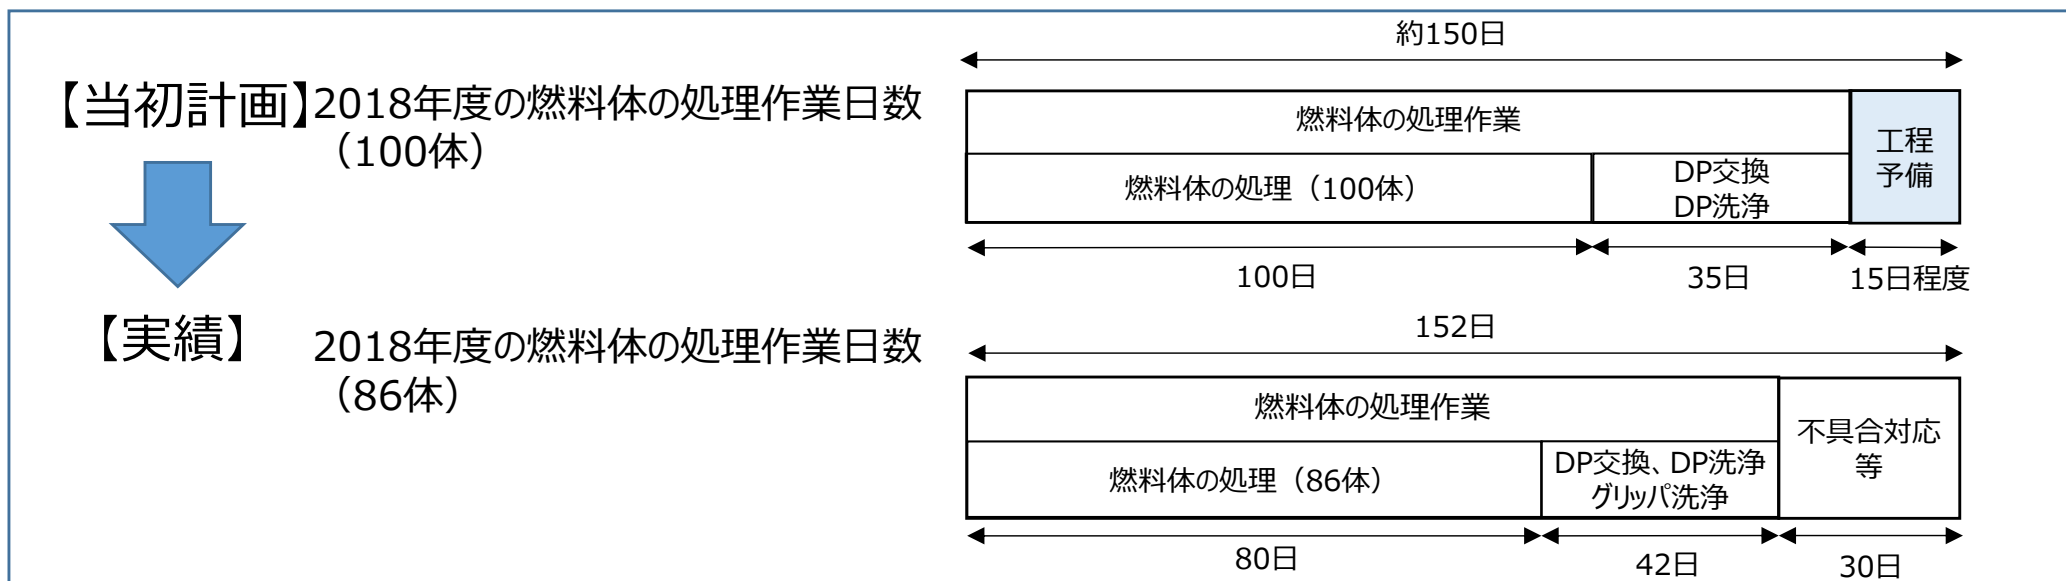 約150日
【当初計画】2018年度の燃料体の処理作業日数
（100体）
燃料体の処理作業
工程
予備
燃料体の処理（100体）
DP交換
DP洗浄
100日
35日
15日程度
152日
【実績】 2018年度の燃料体の処理作業日数
（86体）
燃料体の処理作業
不具合対応
等
燃料体の処理（86体）
DP交換、DP洗浄
グリッパ洗浄
80日
42日
30日